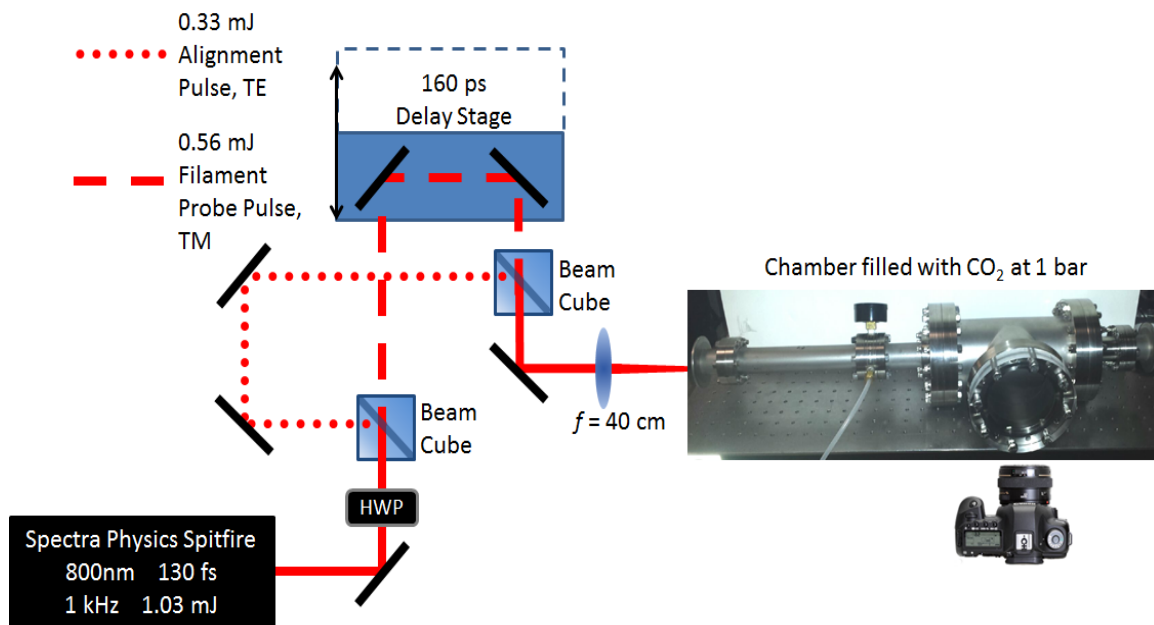 0.33 mJ
Alignment
Pulse, TE
0.56 mJ
Filament
Probe Pulse,
TM
160 ps
Delay Stage
Beam
Cube
Chamber filled with CO₂ at 1 bar
Beam
Cube
f = 40 cm
HWP
Spectra Physics Spitfire
800nm 130 fs
1 kHz 1.03 mJ